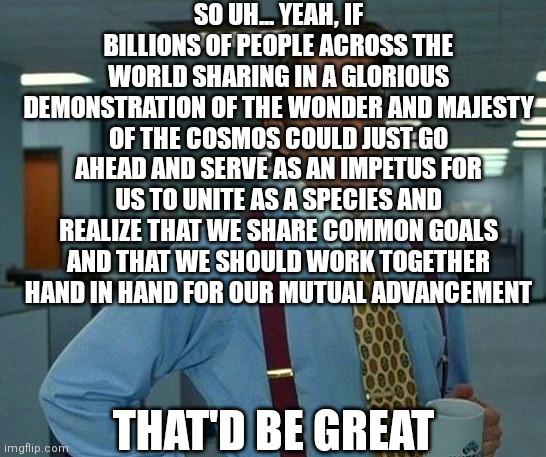 SO UH... YEAH, IF
BILLIONS OF PEOPLE ACROSS THE
WORLD SHARING IN A GLORIOUS
DEMONSTRATION OF THE WONDER AND MAJESTY
OF THE COSMOS COULD JUST GO
AHEAD AND SERVE AS AN IMPETUS FOR
US TO UNITE AS A SPECIES AND
REALIZE THAT WE SHARE COMMON GOALS
AND THAT WE SHOULD WORK TOGETHER
HAND IN HAND FOR OUR MUTUAL ADVANCEMENT
THAT'D BE GREAT
imgflip.com